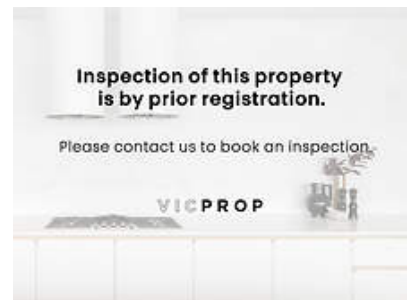 Inspection of this property
is by prior registration.
Please contact us to book an inspection.
VICPROP